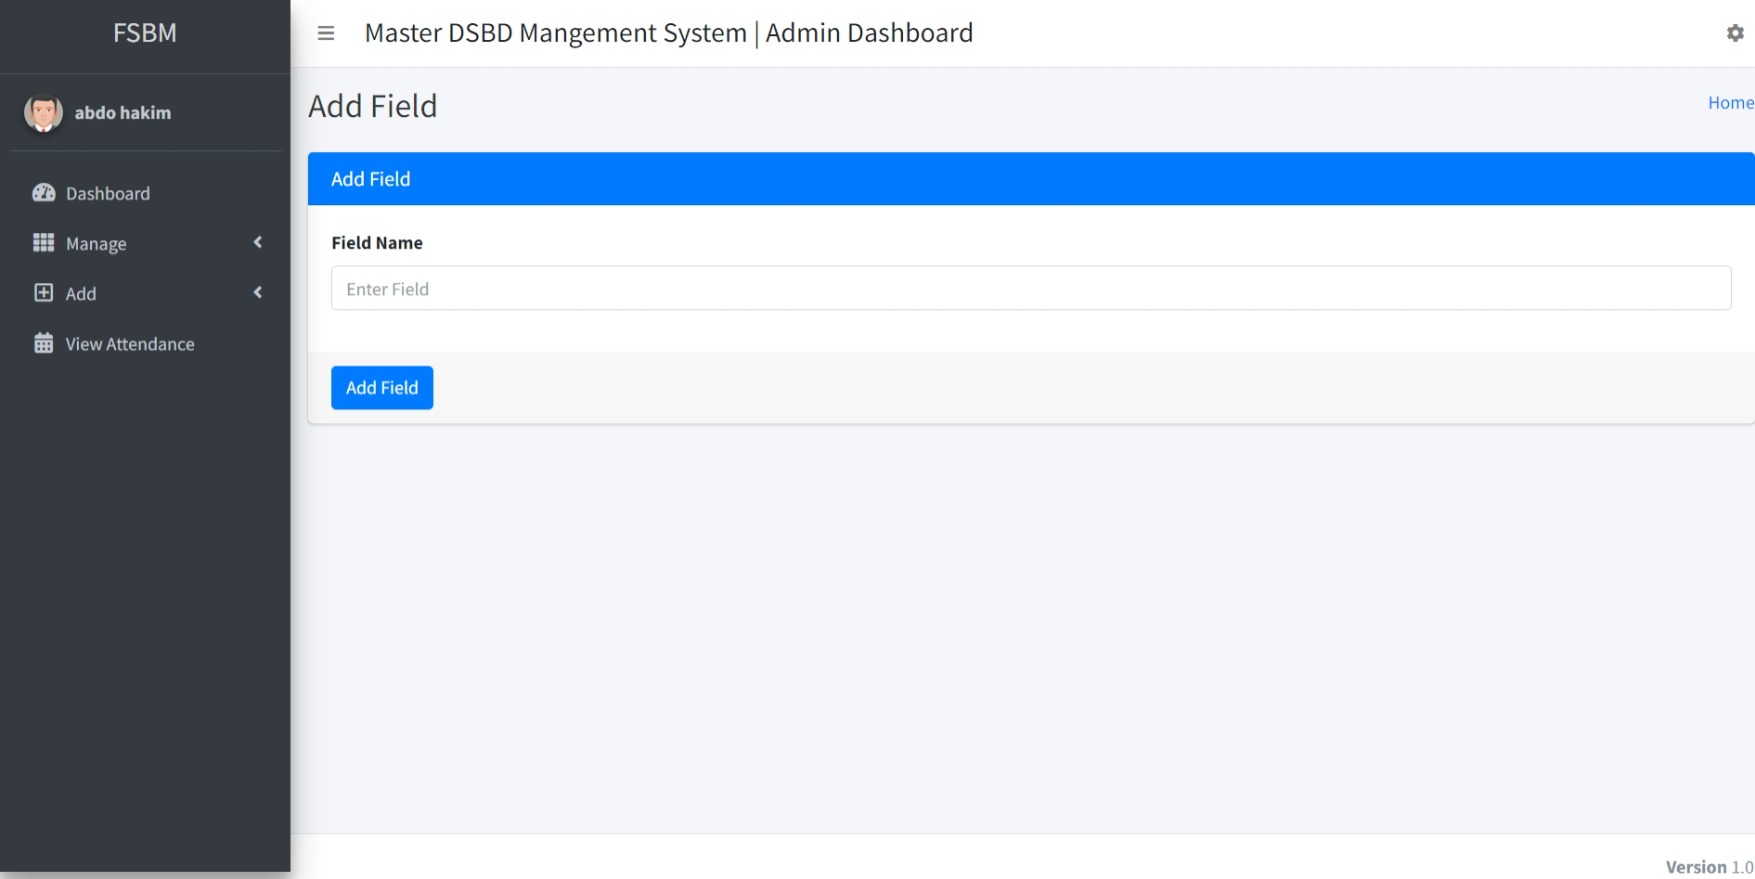 FSBM
Master DSBD Mangement System | Admin Dashboard
abdo hakim
Dashboard
Manage
Add
View Attendance
Add Field
Home
Add Field
Field Name
Enter Field
Add Field
Version 1.0